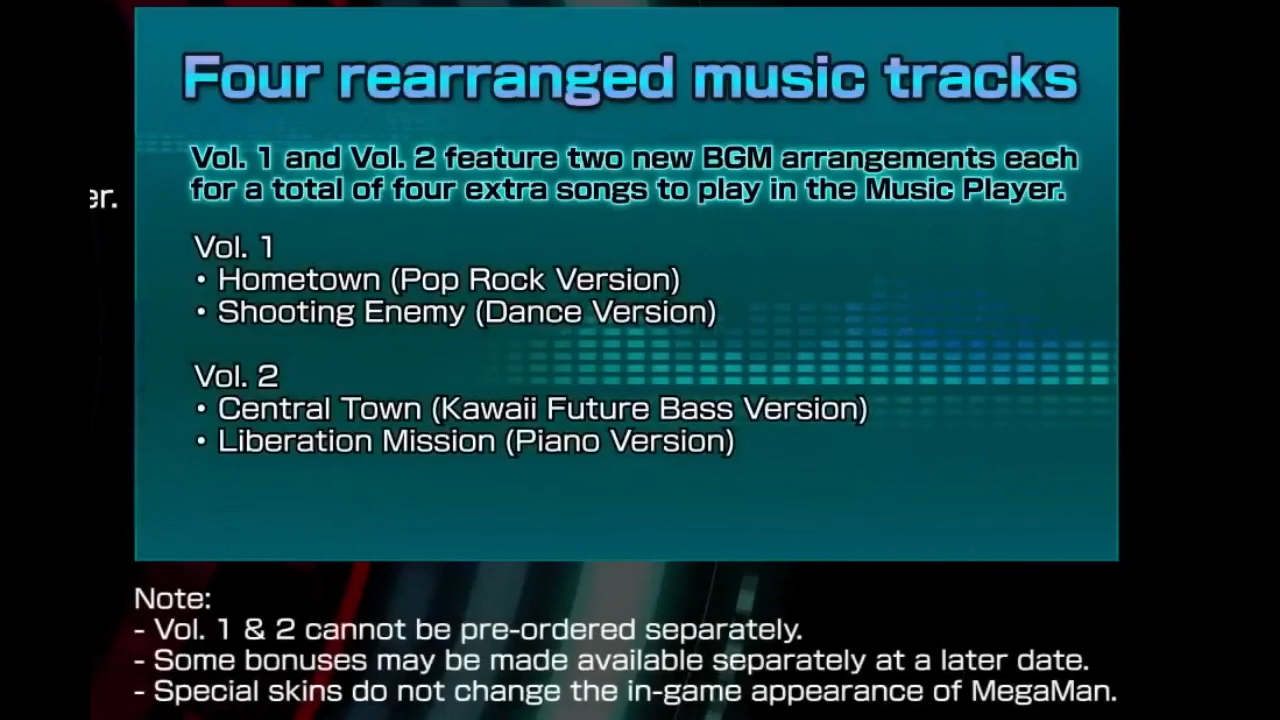 Four rearranged music tracks
Vol. 1 and Vol. 2 feature two new BGM arrangements each
for a total of four extra songs to play in the Music Player.
er.
Vol. 1
• Hometown (Pop Rock Version)
• Shooting Enemy (Dance Version)
Vol. 2
• Central Town (Kawaii Future Bass Version)
• Liberation Mission (Piano Version)
Note:
- Vol. 1 & 2 cannot be pre-ordered separately.
- Some bonuses may be made available separately at a later date.
- Special skins do not change the in-game appearance of MegaMan.